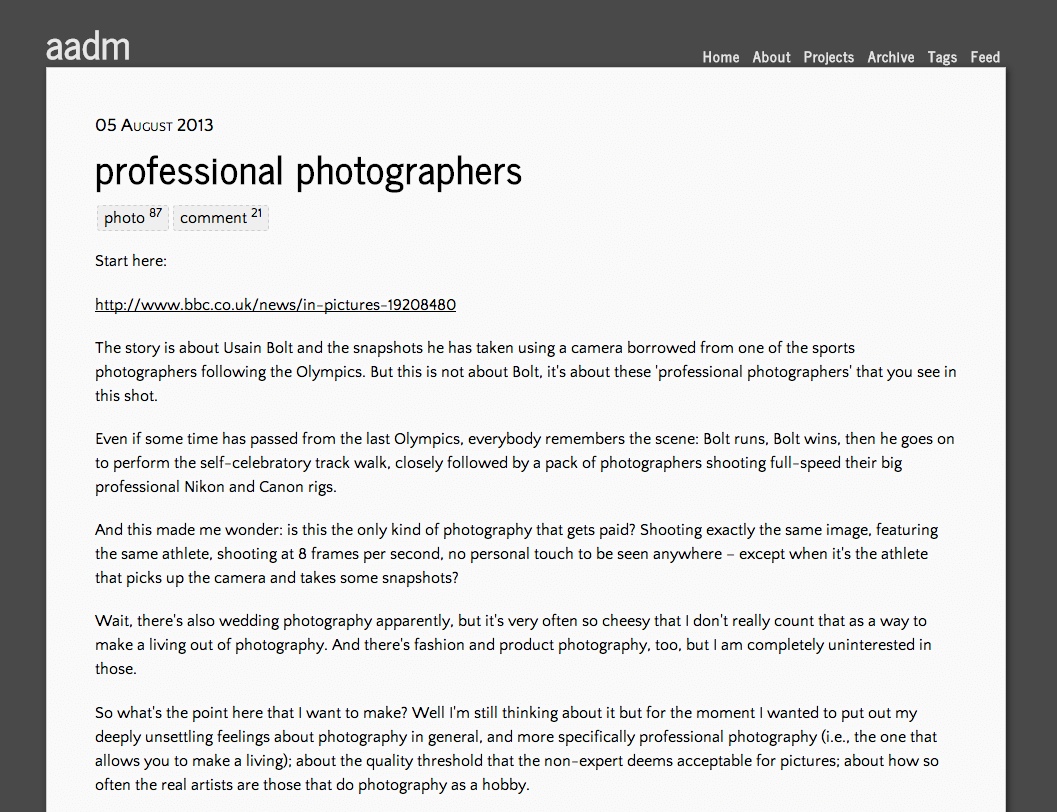 aadm
Home About Projects Archive Tags Feed
05 August 2013
professional photographers
photo 87 comment 21
Start here:
http://www.bbc.co.uk/news/in-pictures-19208480
The story is about Usain Bolt and the snapshots he has taken using a camera borrowed from one of the sports
photographers following the Olympics. But this is not about Bolt, it's about these 'professional photographers' that you see in
this shot.
Even if some time has passed from the last Olympics, everybody remembers the scene: Bolt runs, Bolt wins, then he goes on
to perform the self-celebratory track walk, closely followed by a pack of photographers shooting full-speed their big
professional Nikon and Canon rigs.
And this made me wonder: is this the only kind of photography that gets paid? Shooting exactly the same image, featuring
the same athlete, shooting at 8 frames per second, no personal touch to be seen anywhere – except when it's the athlete
that picks up the camera and takes some snapshots?
Wait, there's also wedding photography apparently, but it's very often so cheesy that I don't really count that as a way to
make a living out of photography. And there's fashion and product photography, too, but I am completely uninterested in
those.
So what's the point here that I want to make? Well I'm still thinking about it but for the moment I wanted to put out my
deeply unsettling feelings about photography in general, and more specifically professional photography (i.e., the one that
allows you to make a living); about the quality threshold that the non-expert deems acceptable for pictures; about how so
often the real artists are those that do photography as a hobby.